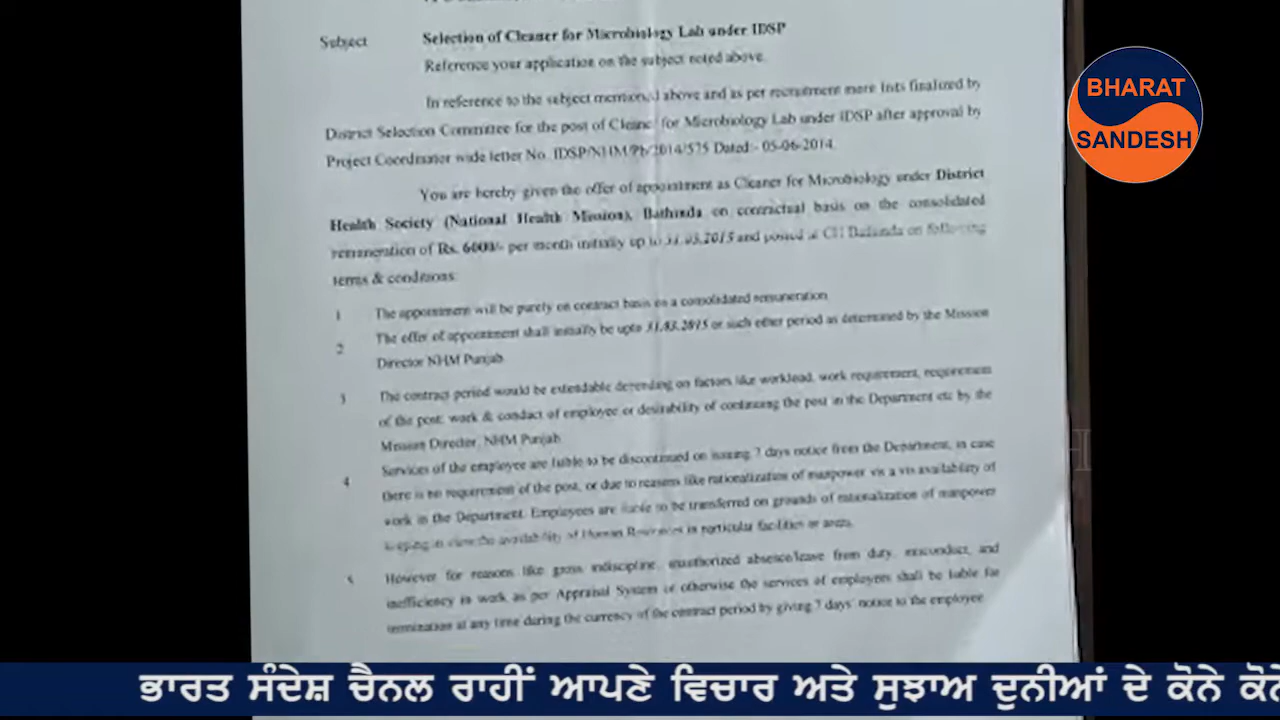 Subject Selection of Cleaner for Microbiology Lab under IDSP
Reference your application on the subject noted above.
In reference to the subject mentioned above and as per recruitment finalized by
District Selection Committee for the post of Cleaner for Microbiology Lab under IDSP after approval by
Project Coordinator wide letter No. IDSP/NHM/Pb/2014/575 Dated:- 05-06-2014.
You are hereby given the offer of appointment as Cleaner for Microbiology under District
Health Society (National Health Mission), Bathinda on contractual basis on the consolidated
remuneration of Rs. 6000/- per month initially up to 31.03.2015 and posted at CH on following
terms & conditions:
1 The appointment will be purely on contract basis on a consolidated remuneration
2 The offer of appointment shall initially be upto 31.03.2015 or such other period as determined by the Mission
Director NHM Punjab.
3 The contract period would be extendable depending on factors like workload, work requirement, requirement
of the post, work & conduct of employee or desirability of continuing the post in the Department etc by the
Mission Director, NHM Punjab.
4 Services of the employee are liable to be discontinued on issuing 7 days notice from the Department, in case
there is no requirement of the post, or due to reasons like rationalization of manpower vis a vis availability of
work in the Department. Employees are liable to be transferred on grounds of rationalization of manpower
keeping in view the availability of Human Resources in particular facilities or areas.
5 However for reasons like gross indiscipline, unauthorized absence/leave from duty, misconduct, and
inefficiency in work as per Appraisal System or otherwise the services of employees shall be liable for
termination at any time during the currency of the contract period by giving 7 days' notice to the employee.
BHARAT
SANDESH
ਭਾਰਤ ਸੰਦੇਸ਼ ਚੈਨਲ ਰਾਹੀਂ ਆਪਣੇ ਵਿਚਾਰ ਅਤੇ ਸੁਝਾਅ ਦੁਨੀਆਂ ਦੇ ਕੋਨੇ ਕੋਨੇ